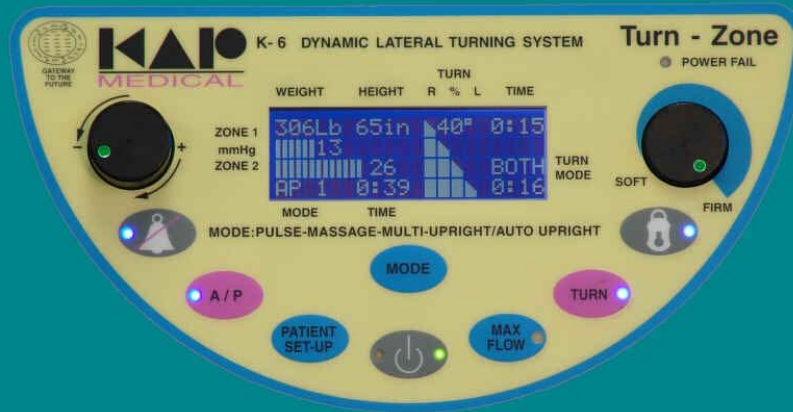 GATEWAY
TO THE
FUTURE
KAP
MEDICAL
K-6 DYNAMIC LATERAL TURNING SYSTEM
Turn - Zone
POWER FAIL
TURN
WEIGHT HEIGHT R % L TIME
ZONE 1 306Lb 65in 40° 0:15
mmHg 13
ZONE 2 26 BOTH
AP 1 0:39 0:16
TURN
MODE
- +
SOFT
FIRM
MODE TIME
MODE:PULSE-MASSAGE-MULTI-UPRIGHT/AUTO UPRIGHT
MODE
A / P
TURN
PATIENT
SET-UP
MAX
FLOW